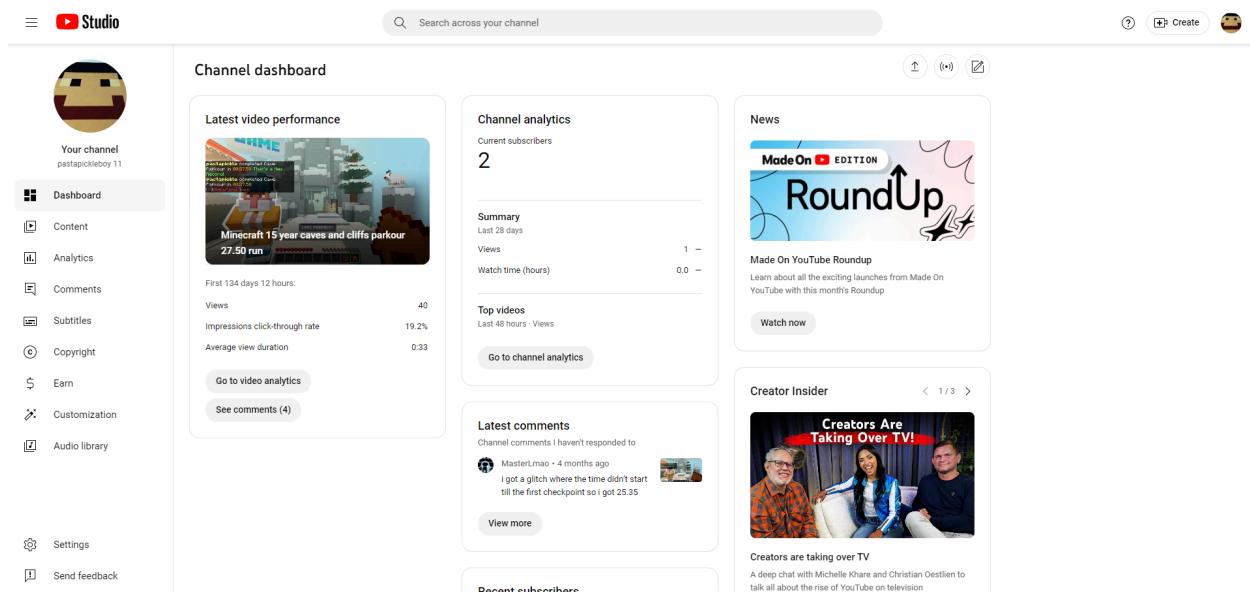 Studio
Search across your channel
Create
Your channel
pastapickleboy 11
Dashboard
Content
Analytics
Comments
Subtitles
Copyright
Earn
Customization
Audio library
Settings
Send feedback
Channel dashboard
Latest video performance
GAME
pastapickle completed Cave
Minecraft 15 year caves and cliffs parkour
27.50 run
First 134 days 12 hours:
Views 40
Impressions click-through rate 19.2%
Average view duration 0:33
Go to video analytics
See comments (4)
Channel analytics
Current subscribers
2
Summary
Last 28 days
Views 1 —
Watch time (hours) 0.0 —
Top videos
Last 48 hours · Views
Go to channel analytics
Latest comments
Channel comments I haven't responded to
MasterLmao • 4 months ago
i got a glitch where the time didn't start
till the first checkpoint so i got 25.35
View more
Recent subscribers
News
Made On EDITION
RoundUp
Made On YouTube Roundup
Learn about all the exciting launches from Made On
YouTube with this month's Roundup
Watch now
Creator Insider
1 / 3
Creators Are
Taking Over TV!
Creators are taking over TV
A deep chat with Michelle Khare and Christian Oestlien to
talk all about the rise of YouTube on television